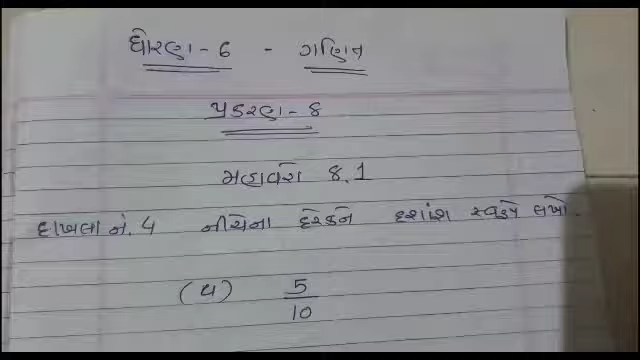 ધોરણ - 6 - ગણિત
પ્રકરણ - 8
મહાવરો 8.1
દાખલા નં. 4 નીચેના દરેકને દશાંશ સ્વરૂપે લખો.
(a) 5/10